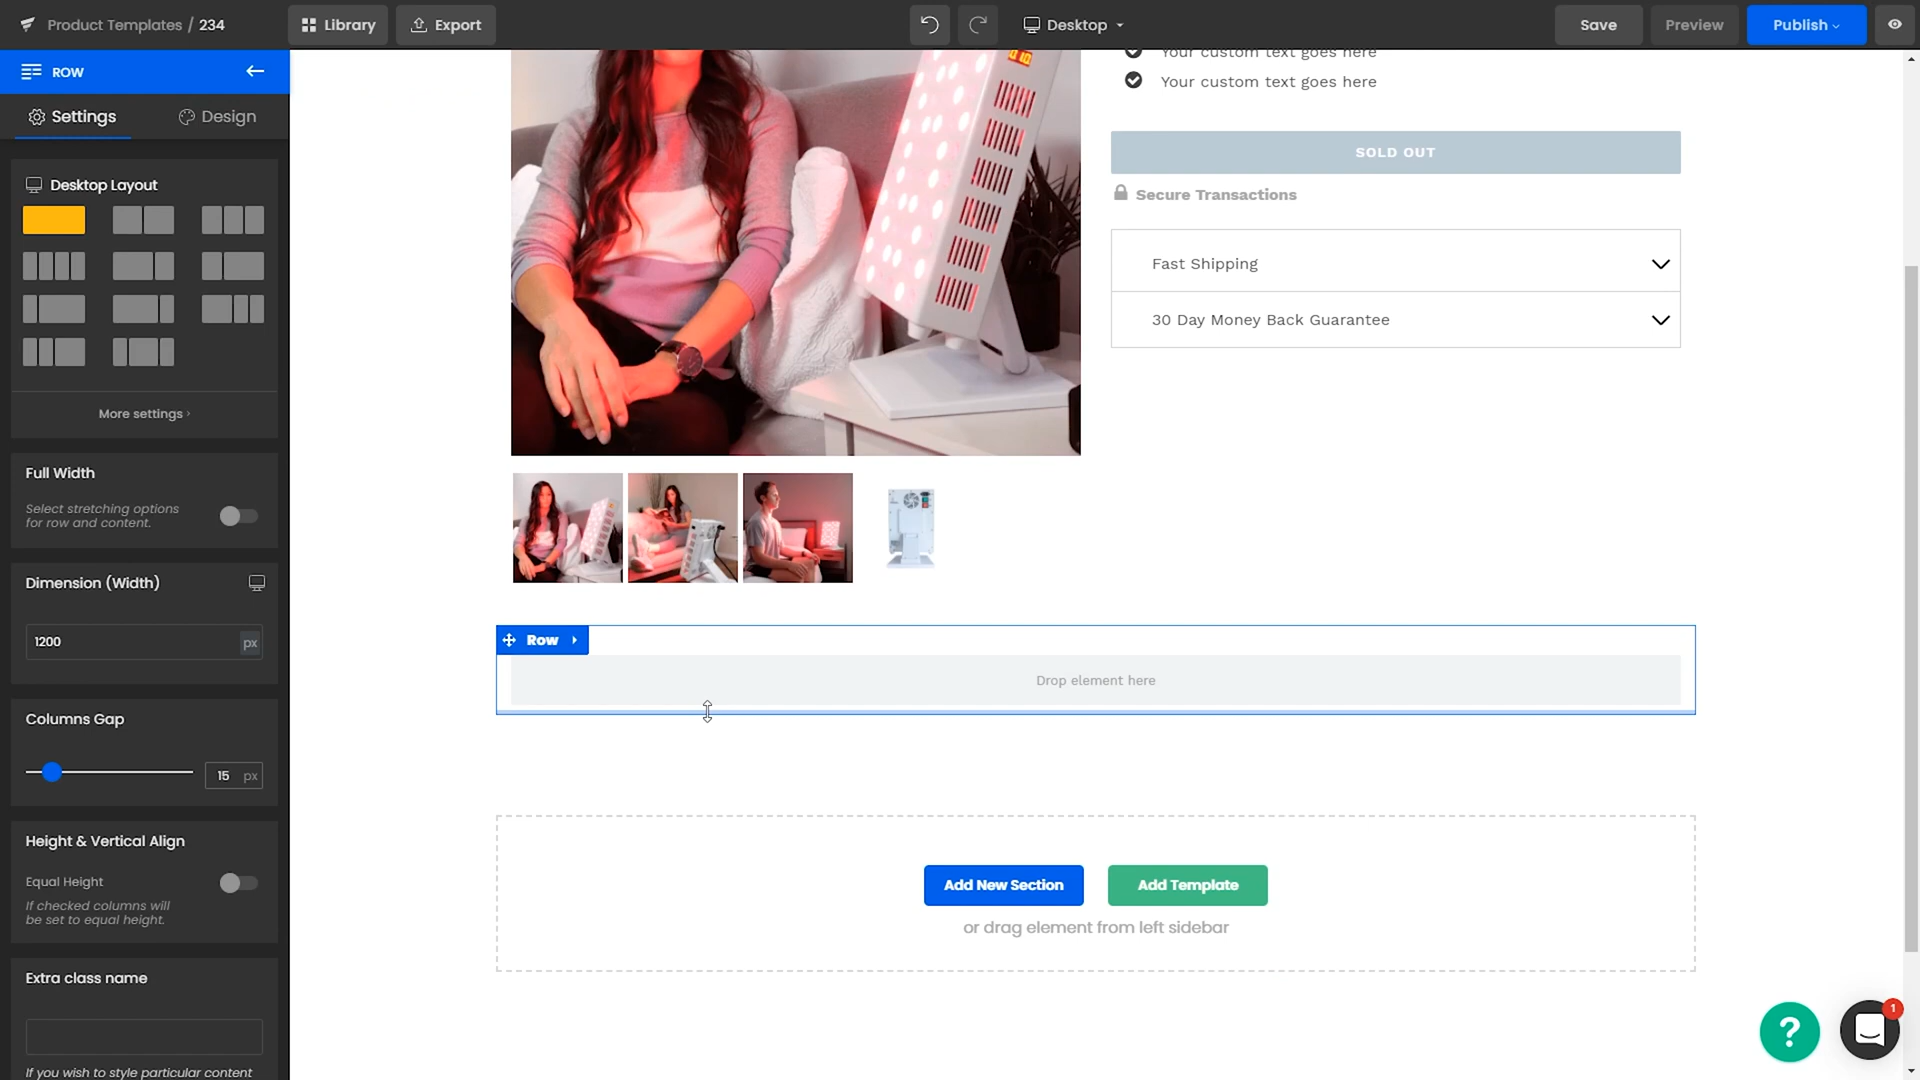 Product Templates / 234
Library
Export
Desktop
Save
Preview
Publish
ROW
Settings
Design
Desktop Layout
More settings
Full Width
Select stretching options
for row and content.
Dimension (Width)
1200 px
Columns Gap
15 px
Height & Vertical Align
Equal Height
If checked columns will
be set to equal height.
Extra class name
If you wish to style particular content
Your custom text goes here
Your custom text goes here
SOLD OUT
Secure Transactions
Fast Shipping
30 Day Money Back Guarantee
Row
Drop element here
Add New Section
Add Template
or drag element from left sidebar
?
1